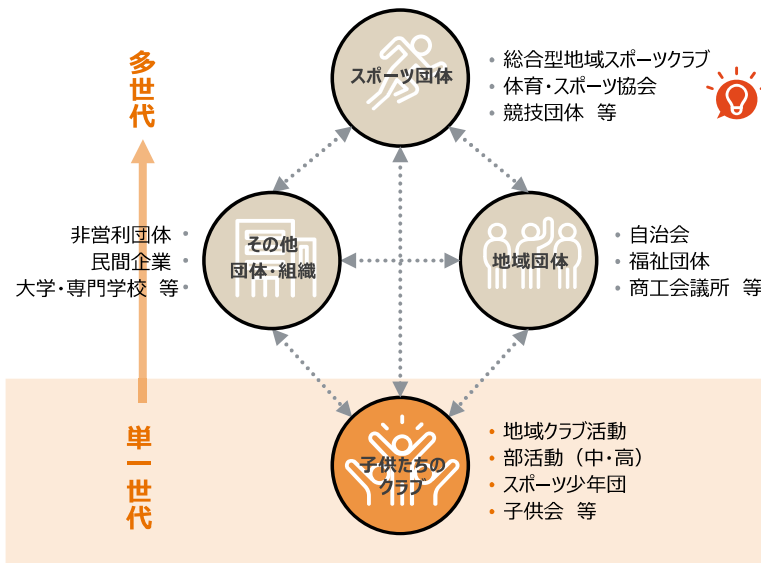 多世代
スポーツ団体
・総合型地域スポーツクラブ
・体育・スポーツ協会
・競技団体 等
非営利団体・
民間企業・
大学・専門学校 等・
その他
団体・組織
地域団体
・自治会
・福祉団体
・商工会議所 等
単一世代
子供たちの
クラブ
・地域クラブ活動
・部活動（中・高）
・スポーツ少年団
・子供会 等